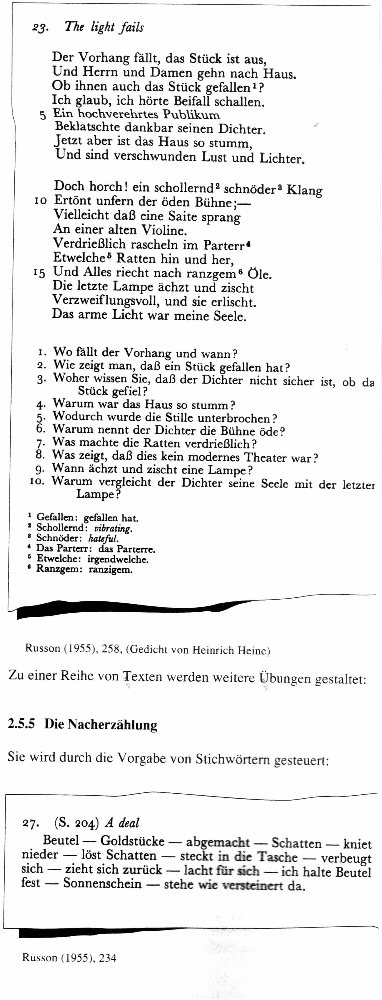 23. The light fails
Der Vorhang fällt, das Stück ist aus,
Und Herrn und Damen gehn nach Haus.
Ob ihnen auch das Stück gefallen¹?
Ich glaub, ich hörte Beifall schallen.
5 Ein hochverehrtes Publikum
Beklatschte dankbar seinen Dichter.
Jetzt aber ist das Haus so stumm,
Und sind verschwunden Lust und Lichter.
Doch horch! ein schollernd² schnöder³ Klang
10 Ertönt unfern der öden Bühne;—
Vielleicht daß eine Saite sprang
An einer alten Violine.
Verdrießlich rascheln im Parterr⁴
Etwelche⁵ Ratten hin und her,
15 Und Alles riecht nach ranzgem⁶ Öle.
Die letzte Lampe ächzt und zischt
Verzweiflungsvoll, und sie erlischt.
Das arme Licht war meine Seele.
1. Wo fällt der Vorhang und wann?
2. Wie zeigt man, daß ein Stück gefallen hat?
3. Woher wissen Sie, daß der Dichter nicht sicher ist, ob da
Stück gefiel?
4. Warum war das Haus so stumm?
5. Wodurch wurde die Stille unterbrochen?
6. Warum nennt der Dichter die Bühne öde?
7. Was machte die Ratten verdrießlich?
8. Was zeigt, daß dies kein modernes Theater war?
9. Wann ächzt und zischt eine Lampe?
10. Warum vergleicht der Dichter seine Seele mit der letzter
Lampe?
¹ Gefallen: gefallen hat.
² Schollernd: vibrating.
³ Schnöder: hateful.
⁴ Das Parterr: das Parterre.
⁵ Etwelche: irgendwelche.
⁶ Ranzgem: ranzigem.
Russon (1955), 258, (Gedicht von Heinrich Heine)
Zu einer Reihe von Texten werden weitere Übungen gestaltet:
2.5.5 Die Nacherzählung
Sie wird durch die Vorgabe von Stichwörtern gesteuert:
27. (S. 204) A deal
Beutel — Goldstücke — abgemacht — Schatten — kniet
nieder — löst Schatten — steckt in die Tasche — verbeugt
sich — zieht sich zurück — lacht für sich — ich halte Beutel
fest — Sonnenschein — stehe wie versteinert da.
Russon (1955), 234